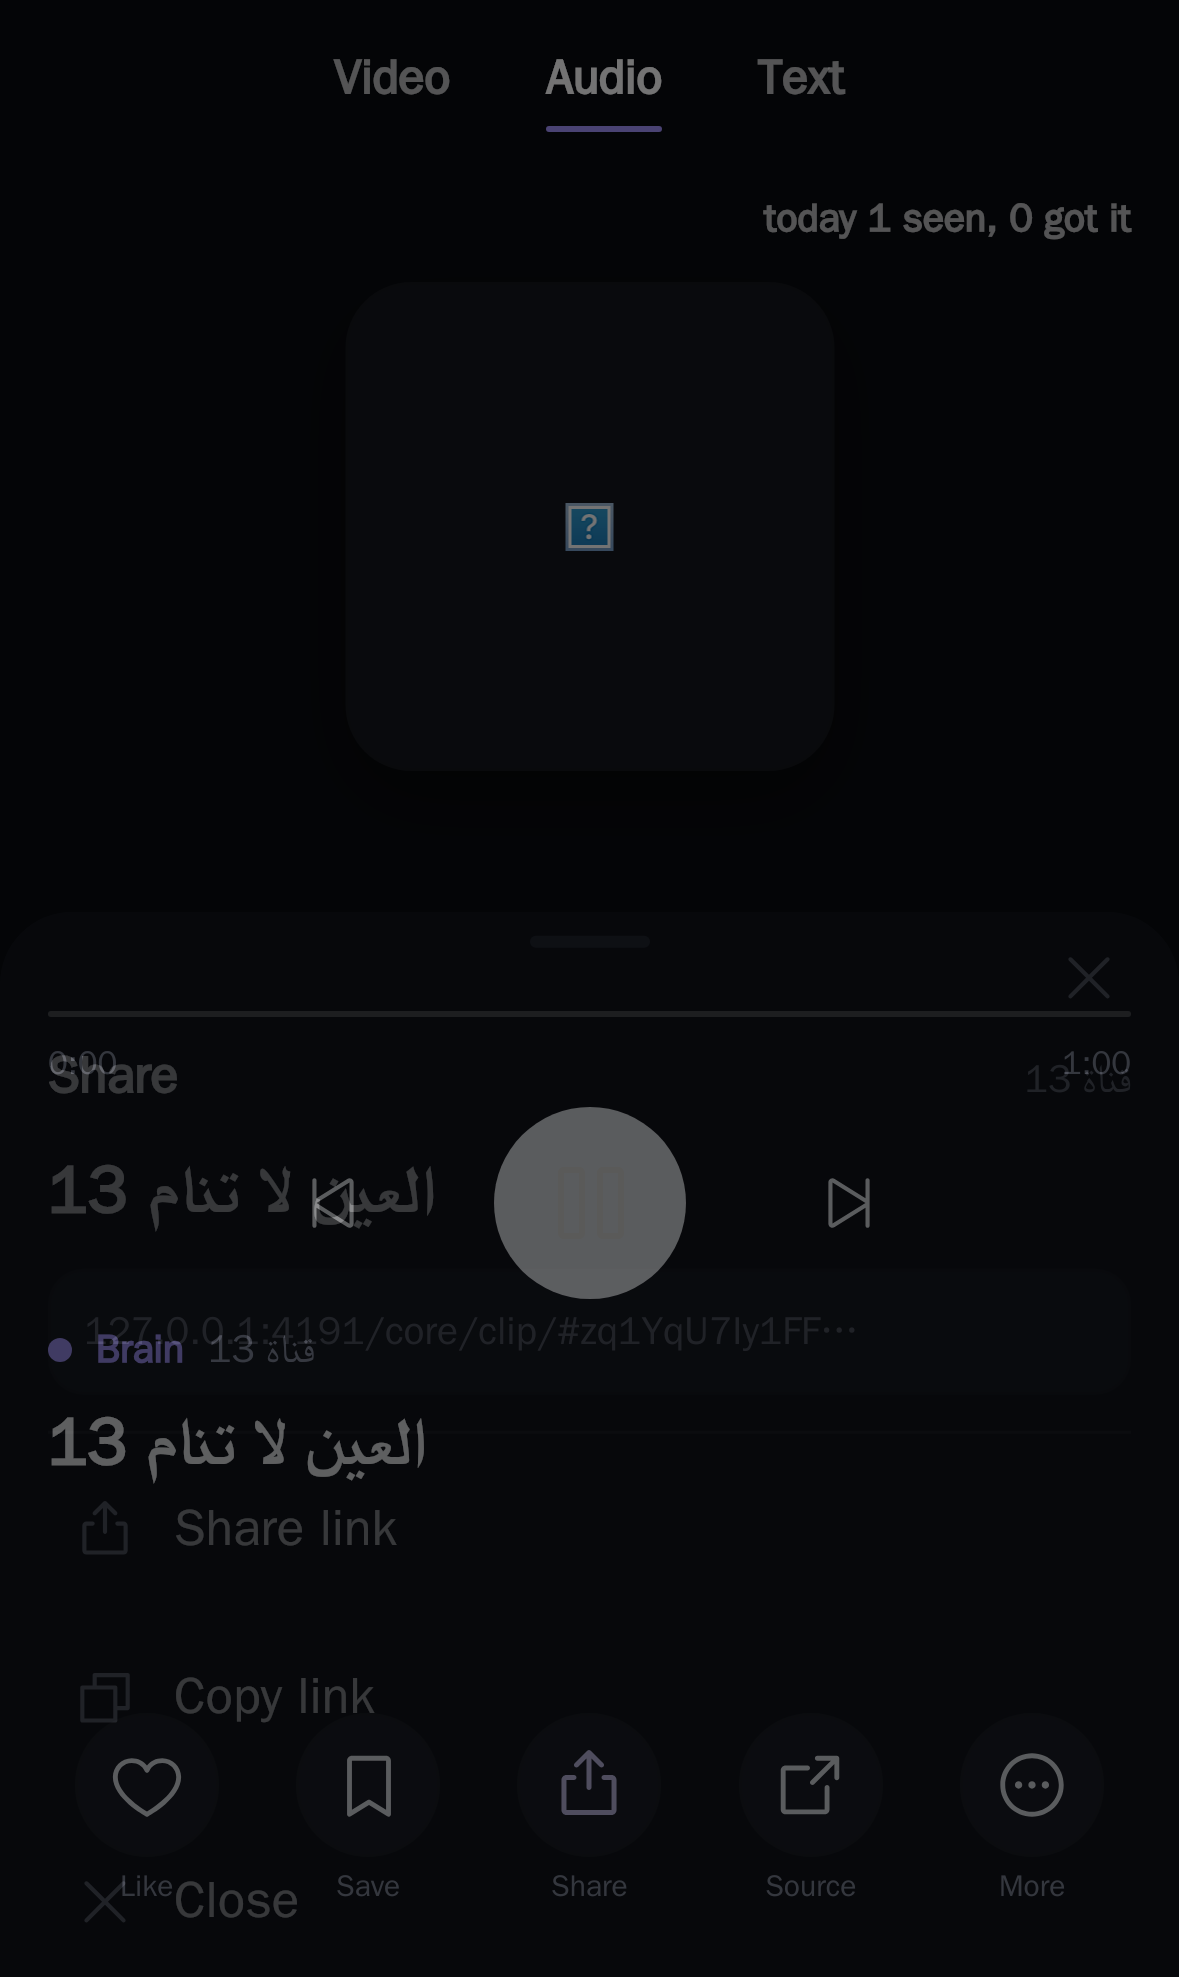 Video Audio Text
today 1 seen, 0 got it
0:00 1:00
Share قناة 13
العين لا تنام 13
127.0.0.1:4191/core/clip/#zq1YqU7ly1FF…
Brain قناة 13
العين لا تنام 13
Share link
Copy link
Like Save Share Source More
Close